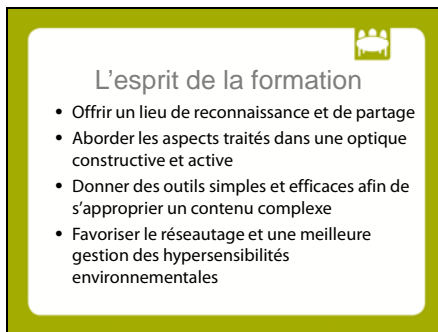 L'esprit de la formation
• Offrir un lieu de reconnaissance et de partage
• Aborder les aspects traités dans une optique
constructive et active
• Donner des outils simples et efficaces afin de
s'approprier un contenu complexe
• Favoriser le réseautage et une meilleure
gestion des hypersensibilités
environnementales